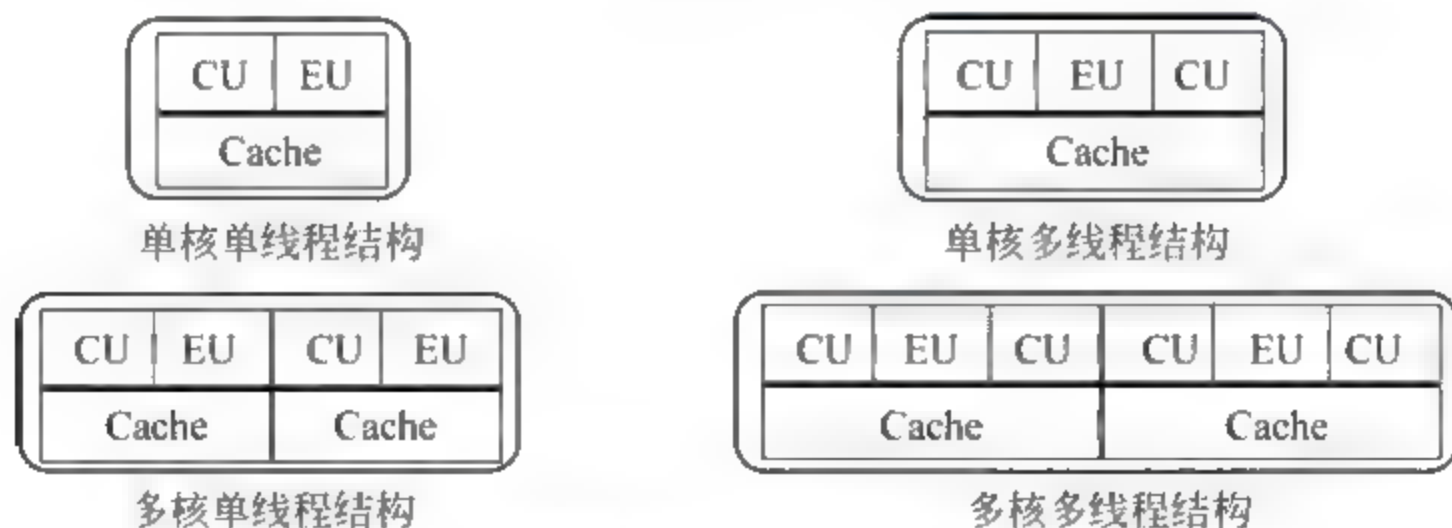 CU EU
Cache
单核单线程结构
CU EU CU
Cache
单核多线程结构
CU EU CU EU
Cache Cache
多核单线程结构
CU EU CU CU EU CU
Cache Cache
多核多线程结构